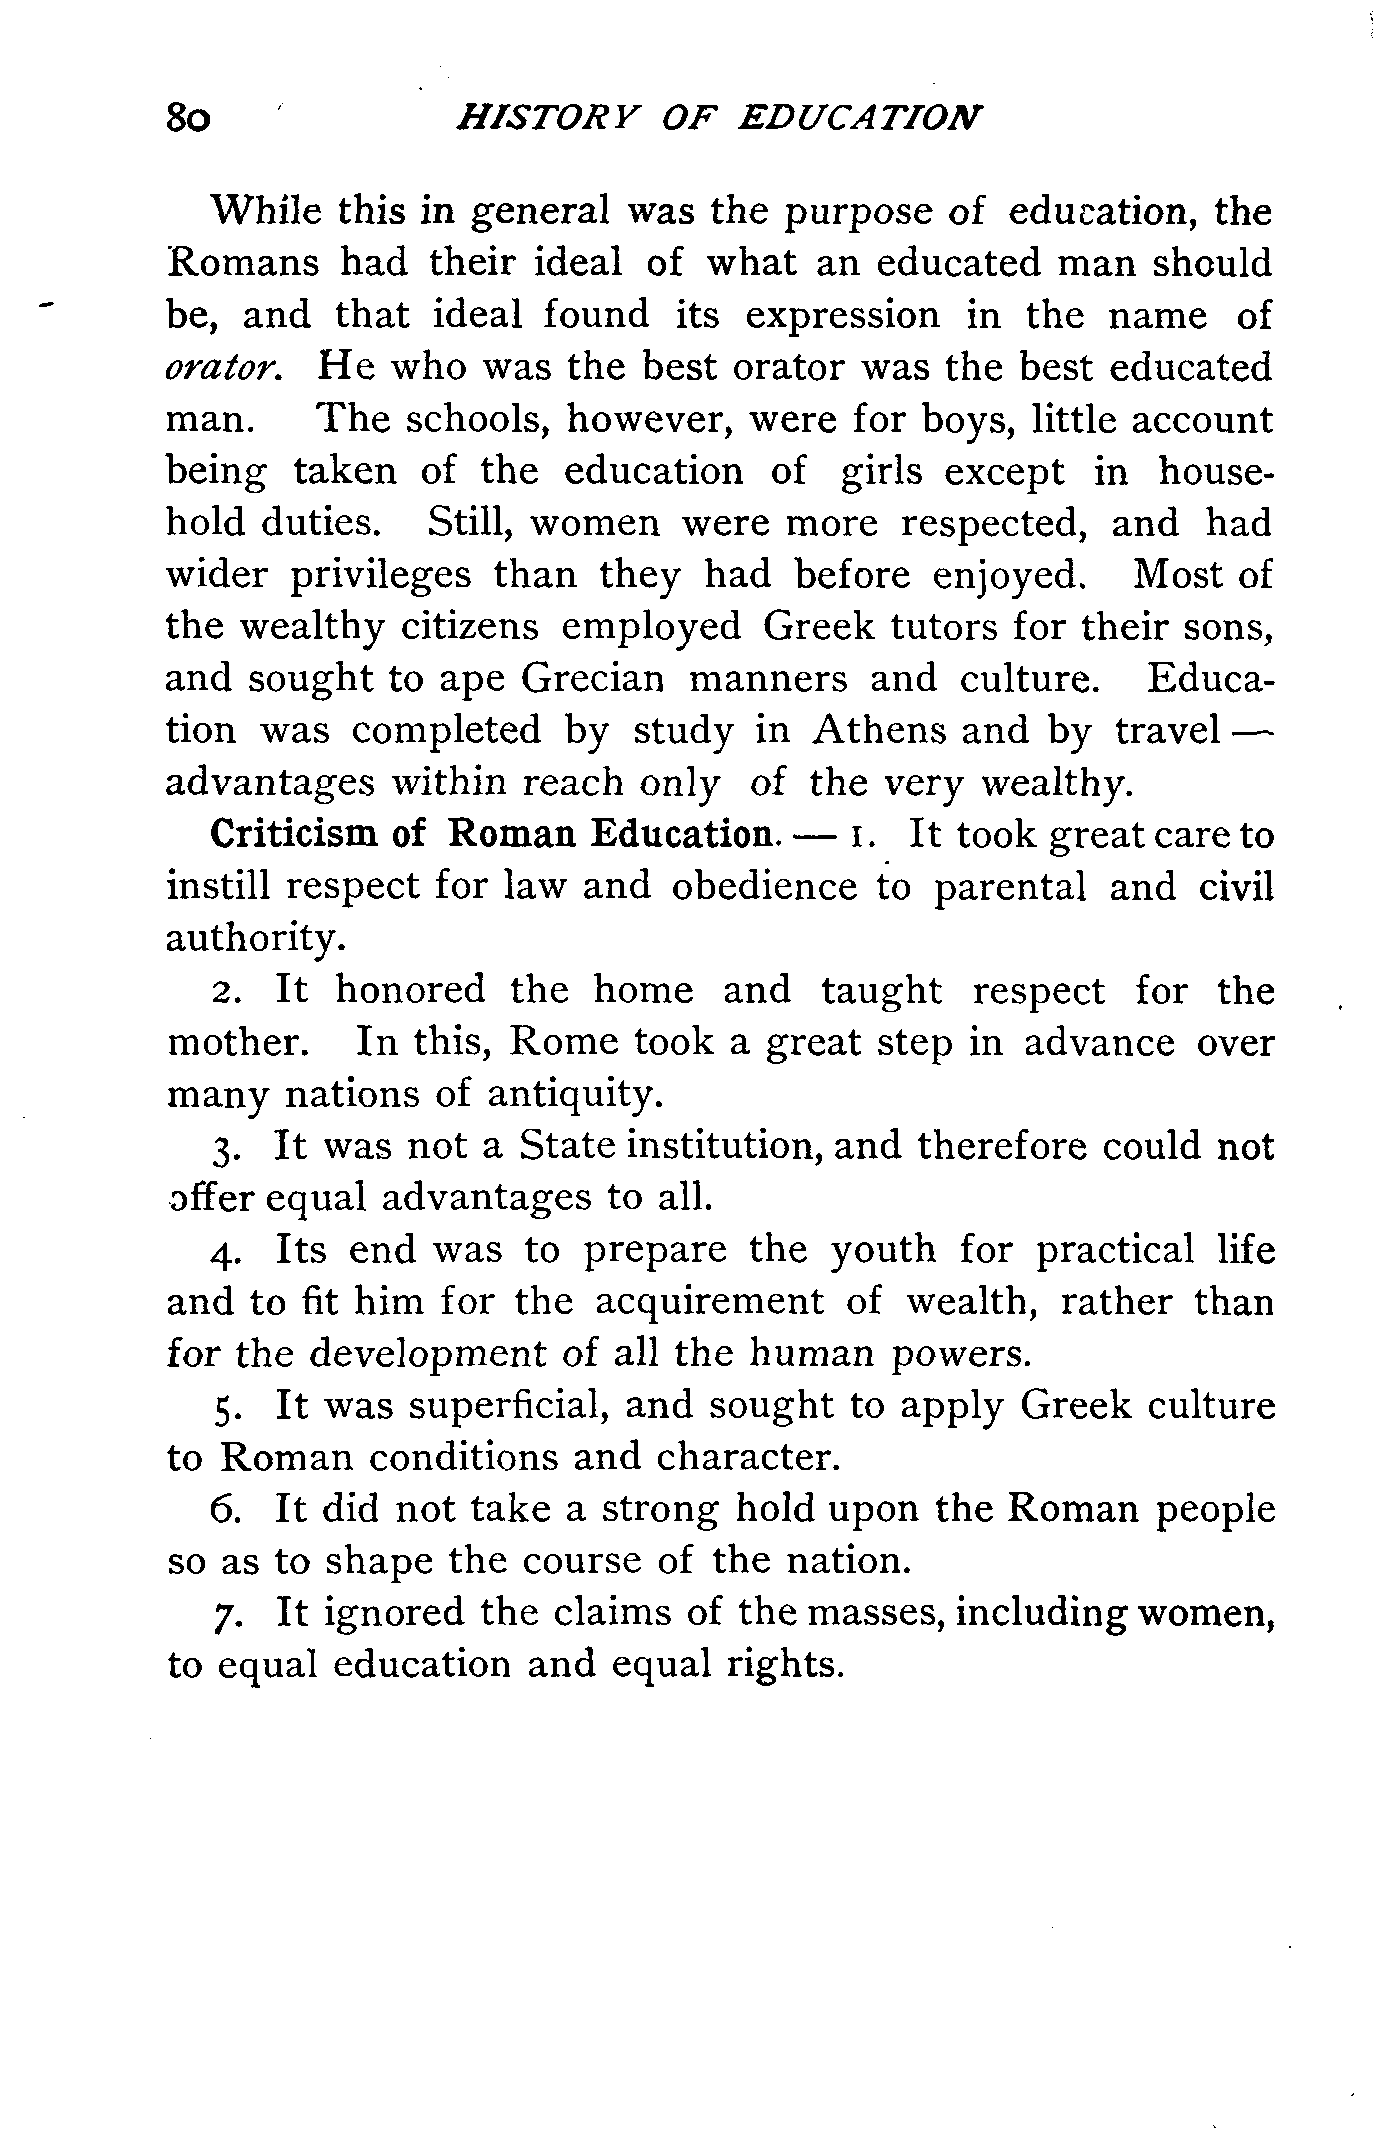 80 HISTORY OF EDUCATION
While this in general was the purpose of education, the
Romans had their ideal of what an educated man should
be, and that ideal found its expression in the name of
orator. He who was the best orator was the best educated
man. The schools, however, were for boys, little account
being taken of the education of girls except in house-
hold duties. Still, women were more respected, and had
wider privileges than they had before enjoyed. Most of
the wealthy citizens employed Greek tutors for their sons,
and sought to ape Grecian manners and culture. Educa-
tion was completed by study in Athens and by travel —
advantages within reach only of the very wealthy.
Criticism of Roman Education. — 1. It took great care to
instill respect for law and obedience to parental and civil
authority.
2. It honored the home and taught respect for the
mother. In this, Rome took a great step in advance over
many nations of antiquity.
3. It was not a State institution, and therefore could not
offer equal advantages to all.
4. Its end was to prepare the youth for practical life
and to fit him for the acquirement of wealth, rather than
for the development of all the human powers.
5. It was superficial, and sought to apply Greek culture
to Roman conditions and character.
6. It did not take a strong hold upon the Roman people
so as to shape the course of the nation.
7. It ignored the claims of the masses, including women,
to equal education and equal rights.